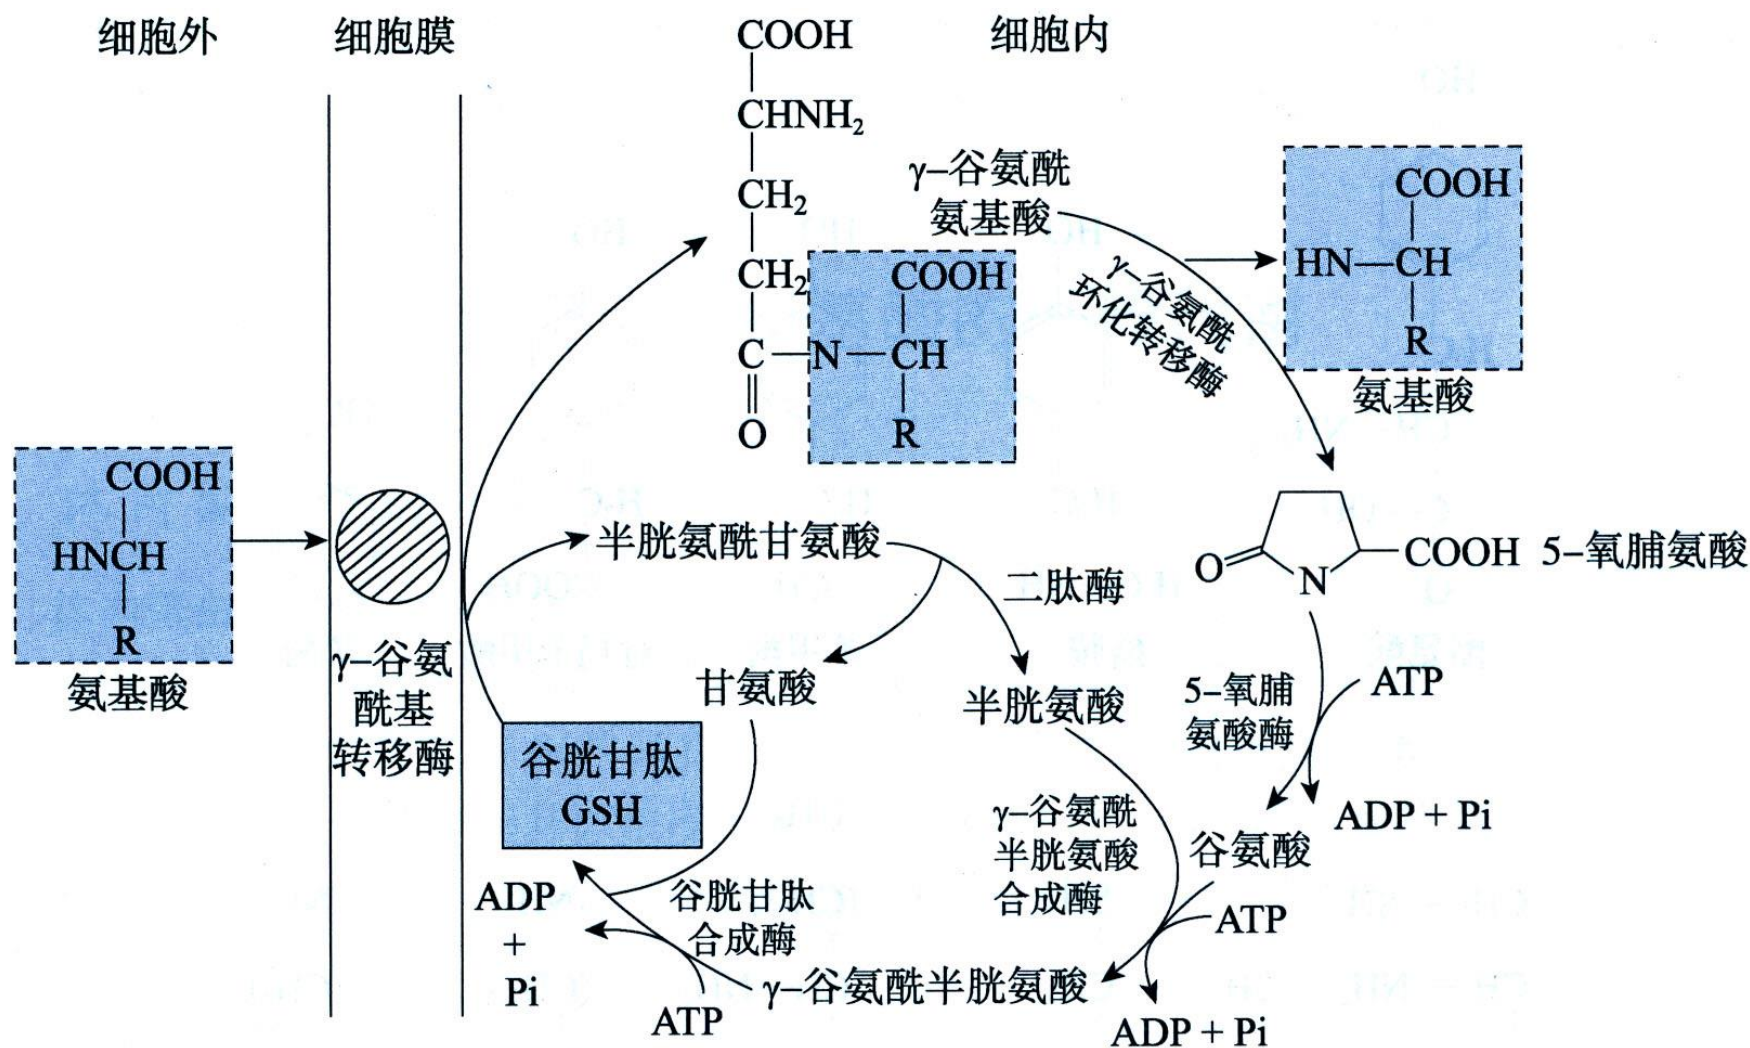 细胞外
细胞膜
细胞内
COOH
CHNH₂
CH₂
CH₂
C—N—CH
COOH
O
R
γ–谷氨酰
氨基酸
γ–谷氨酰
环化转移酶
COOH
HN—CH
R
氨基酸
COOH
HNCH
R
氨基酸
γ–谷氨
酰基
转移酶
半胱氨酰甘氨酸
二肽酶
甘氨酸
半胱氨酸
O
N
COOH
5–氧脯氨酸
5–氧脯
氨酸酶
ATP
ADP + Pi
谷氨酸
γ–谷氨酰
半胱氨酸
合成酶
ATP
ADP + Pi
γ–谷氨酰半胱氨酸
谷胱甘肽
合成酶
ATP
ADP
+
Pi
谷胱甘肽
GSH